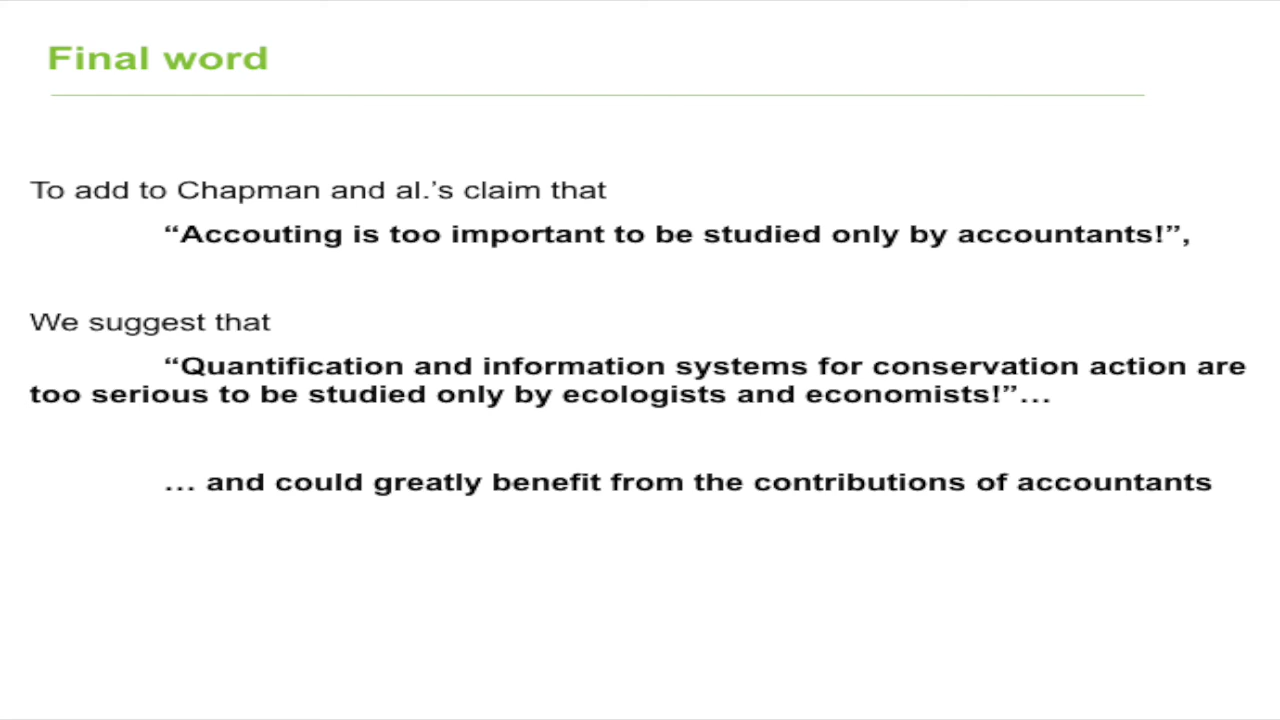 Final word
To add to Chapman and al.’s claim that
“Accouting is too important to be studied only by accountants!”,
We suggest that
“Quantification and information systems for conservation action are
too serious to be studied only by ecologists and economists!”…
… and could greatly benefit from the contributions of accountants